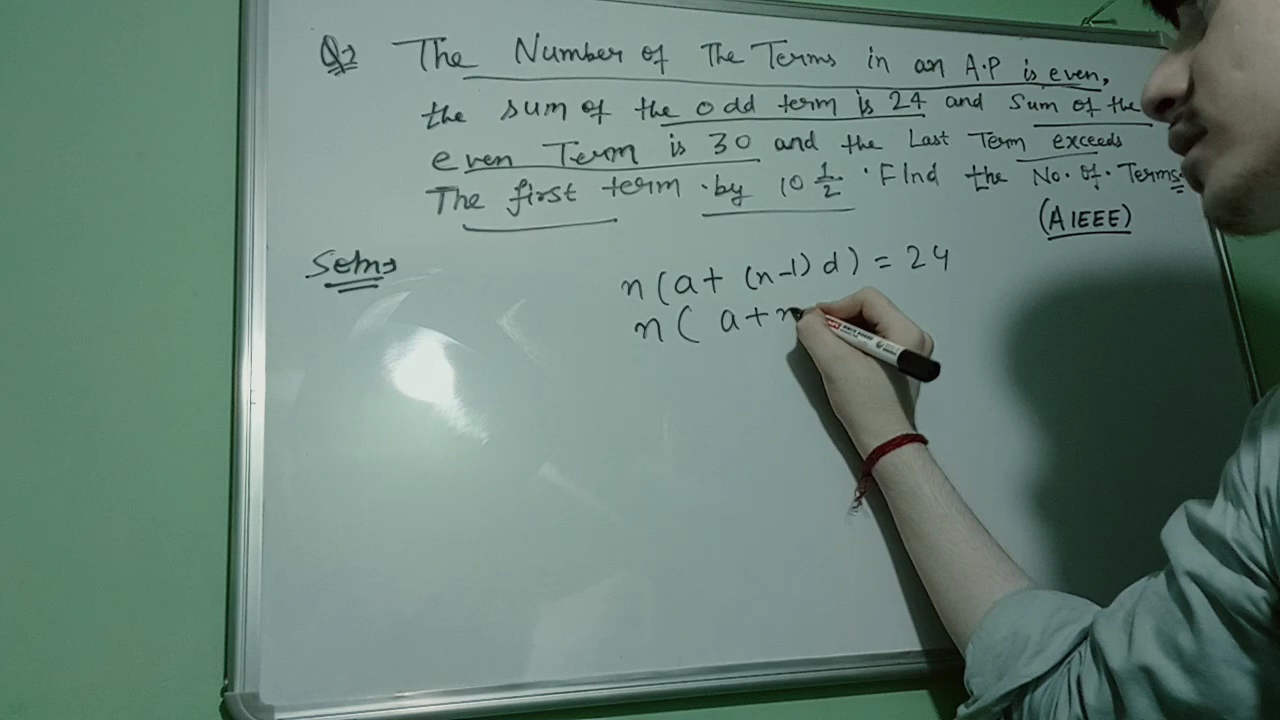 Q2 The Number of The Terms in an A.P is even,
the sum of the odd term is 24 and Sum of the
even Term is 30 and the Last Term exceeds
The first term by 10 1/2 . FInd the No. of. Terms
(AIEEE)
Soln
n(a+ (n-1) d) = 24
n( a+n